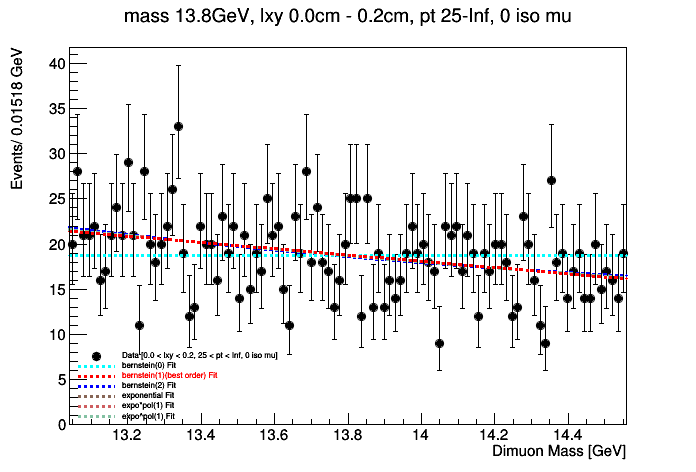 mass 13.8GeV, lxy 0.0cm - 0.2cm, pt 25-Inf, 0 iso mu
Events/ 0.01518 GeV
40
35
30
25
20
15
10
5
0
Data [0.0 < lxy < 0.2, 25 < pt < Inf, 0 iso mu]
bernstein(0) Fit
bernstein(1)(best order) Fit
bernstein(2) Fit
exponential Fit
expo*pol(1) Fit
expo^pol(1) Fit
13.2 13.4 13.6 13.8 14 14.2 14.4
Dimuon Mass [GeV]